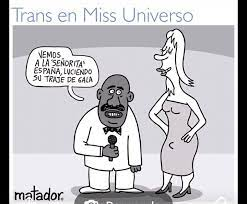 Trans en Miss Universo
VEMOS
A LA "SEÑORITA"
ESPAÑA, LUCIENDO
SU TRAJE DE GALA
matador